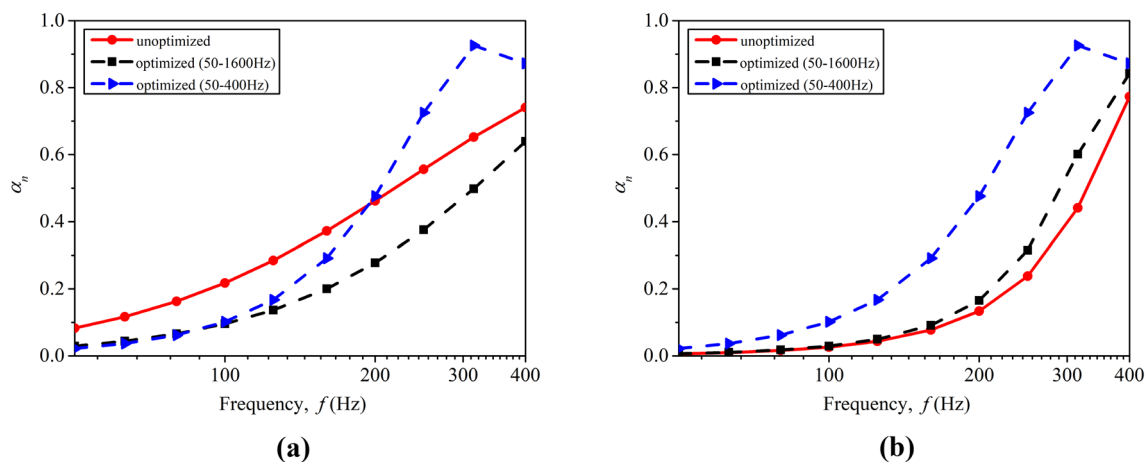 1.0
0.8
0.6
0.4
0.2
0.0
αn
unoptimized
optimized (50-1600Hz)
optimized (50-400Hz)
100
200
300
400
Frequency, f (Hz)
(a)
1.0
0.8
0.6
0.4
0.2
0.0
αn
unoptimized
optimized (50-1600Hz)
optimized (50-400Hz)
100
200
300
400
Frequency, f (Hz)
(b)